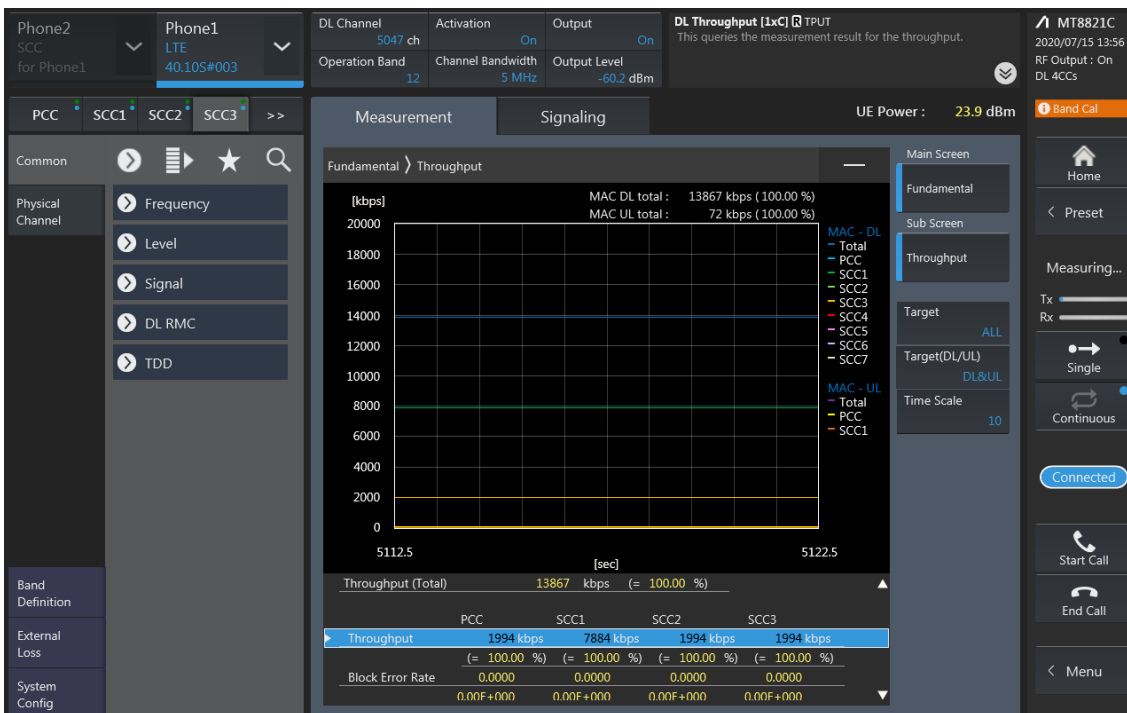 Phone2
SCC
for Phone1
Phone1
LTE
40.10S#003
DL Channel
5047 ch
Activation
On
Output
On
Operation Band
12
Channel Bandwidth
5 MHz
Output Level
-60.2 dBm
DL Throughput [1xC] R TPUT
This queries the measurement result for the throughput.
MT8821C
2020/07/15 13:56
RF Output : On
DL 4CCs
Band Cal
PCC SCC1 SCC2 SCC3 >>
Measurement
Signaling
UE Power : 23.9 dBm
Common
Physical
Channel
Frequency
Level
Signal
DL RMC
TDD
Band
Definition
External
Loss
System
Config
Fundamental 〉 Throughput
[kbps]
MAC DL total : 13867 kbps ( 100.00 %)
MAC UL total : 72 kbps ( 100.00 %)
20000
18000
16000
14000
12000
10000
8000
6000
4000
2000
0
5112.5
5122.5
[sec]
MAC - DL
Total
PCC
SCC1
SCC2
SCC3
SCC4
SCC5
SCC6
SCC7
MAC - UL
Total
PCC
SCC1
Throughput (Total) 13867 kbps (= 100.00 %)
PCC SCC1 SCC2 SCC3
Throughput 1994 kbps 7884 kbps 1994 kbps 1994 kbps
(= 100.00 %) (= 100.00 %) (= 100.00 %) (= 100.00 %)
Block Error Rate 0.0000 0.0000 0.0000 0.0000
0.00E+000 0.00E+000 0.00E+000 0.00E+000
Main Screen
Fundamental
Sub Screen
Throughput
Target
ALL
Target(DL/UL)
DL&UL
Time Scale
10
Home
< Preset
Measuring...
Tx
Rx
Single
Continuous
Connected
Start Call
End Call
< Menu